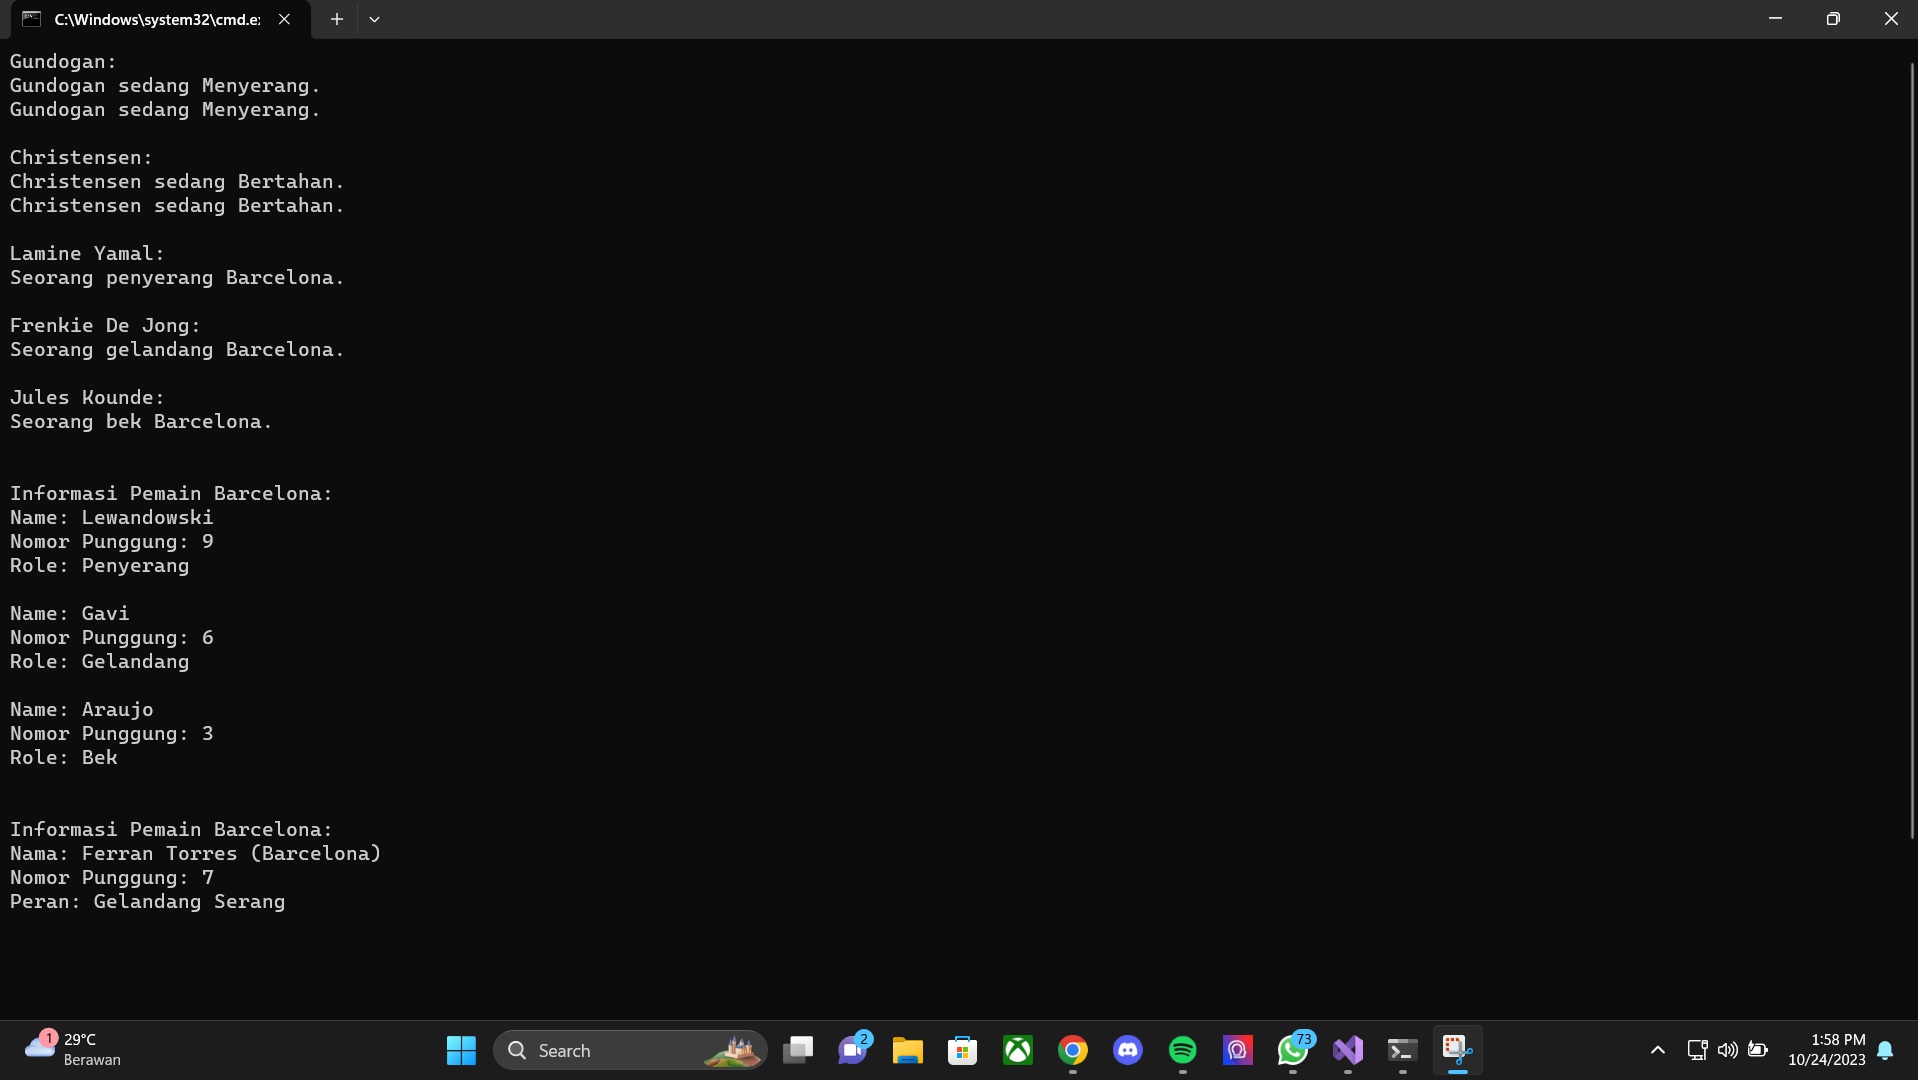 C:\Windows\system32\cmd.e
Gundogan:
Gundogan sedang Menyerang.
Gundogan sedang Menyerang.
Christensen:
Christensen sedang Bertahan.
Christensen sedang Bertahan.
Lamine Yamal:
Seorang penyerang Barcelona.
Frenkie De Jong:
Seorang gelandang Barcelona.
Jules Kounde:
Seorang bek Barcelona.
Informasi Pemain Barcelona:
Name: Lewandowski
Nomor Punggung: 9
Role: Penyerang
Name: Gavi
Nomor Punggung: 6
Role: Gelandang
Name: Araujo
Nomor Punggung: 3
Role: Bek
Informasi Pemain Barcelona:
Nama: Ferran Torres (Barcelona)
Nomor Punggung: 7
Peran: Gelandang Serang
1
29°C
Berawan
Search
2
73
1:58 PM
10/24/2023